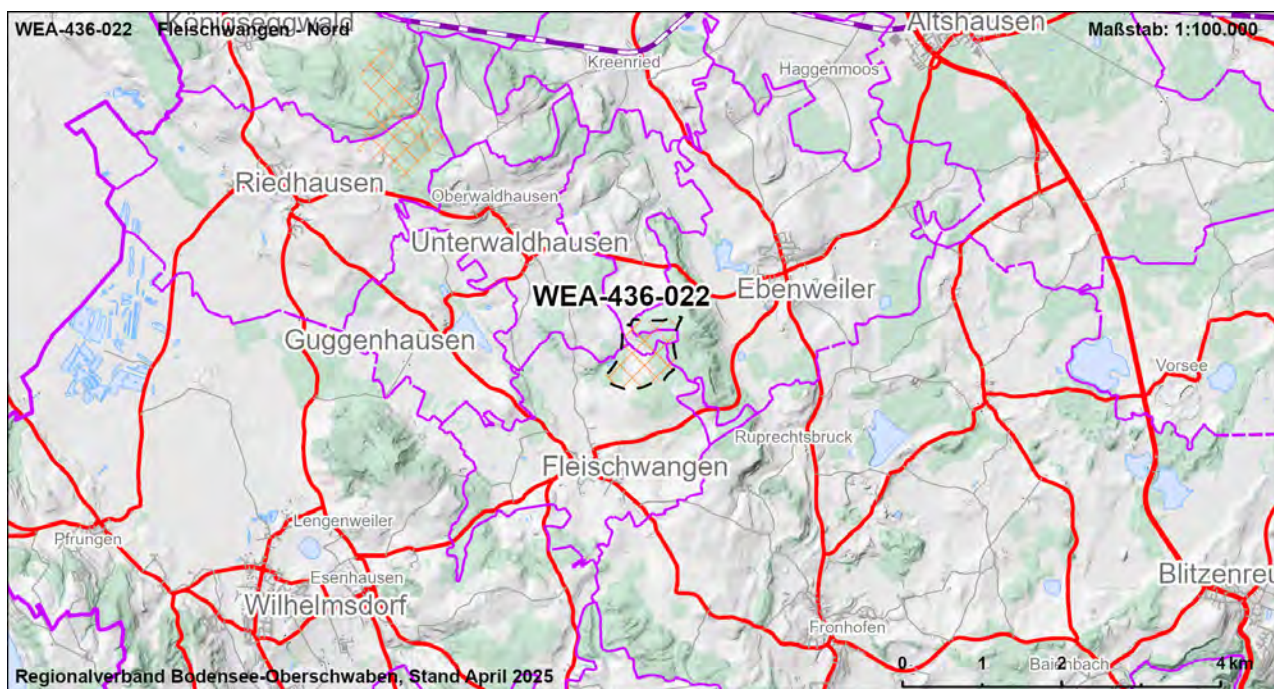 WEA-436-022 Fleischwangen - Nord
Königseggwald
Altshausen
Maßstab: 1:100.000
Kreenried
Haggenmoos
Riedhausen
Oberwaldhausen
Unterwaldhausen
WEA-436-022
Ebenweiler
Guggenhausen
Vorsee
Ruprechtsbruck
Fleischwangen
Lengenweiler
Pfrungen
Esenhausen
Blitzenreu
Wilhelmsdorf
Fronhofen
Baienbach
0 1 2 4 km
Regionalverband Bodensee-Oberschwaben, Stand April 2025